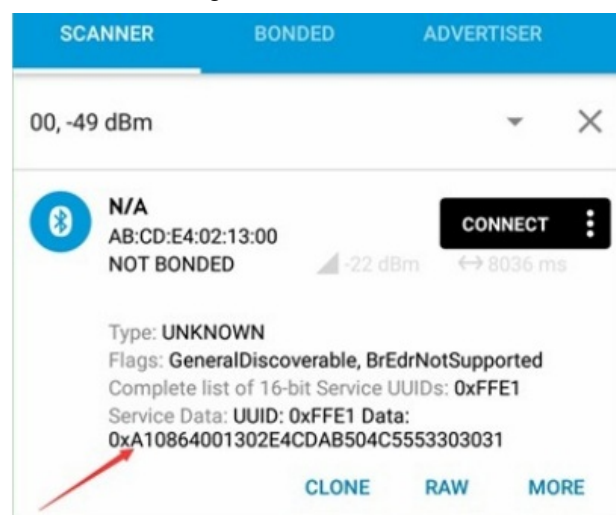 SCANNER BONDED ADVERTISER
00, -49 dBm
N/A
AB:CD:E4:02:13:00
CONNECT
NOT BONDED -22 dBm 8036 ms
Type: UNKNOWN
Flags: GeneralDiscoverable, BrEdrNotSupported
Complete list of 16-bit Service UUIDs: 0xFFE1
Service Data: UUID: 0xFFE1 Data:
0xA10864001302E4CDAB504C5553303031
CLONE RAW MORE